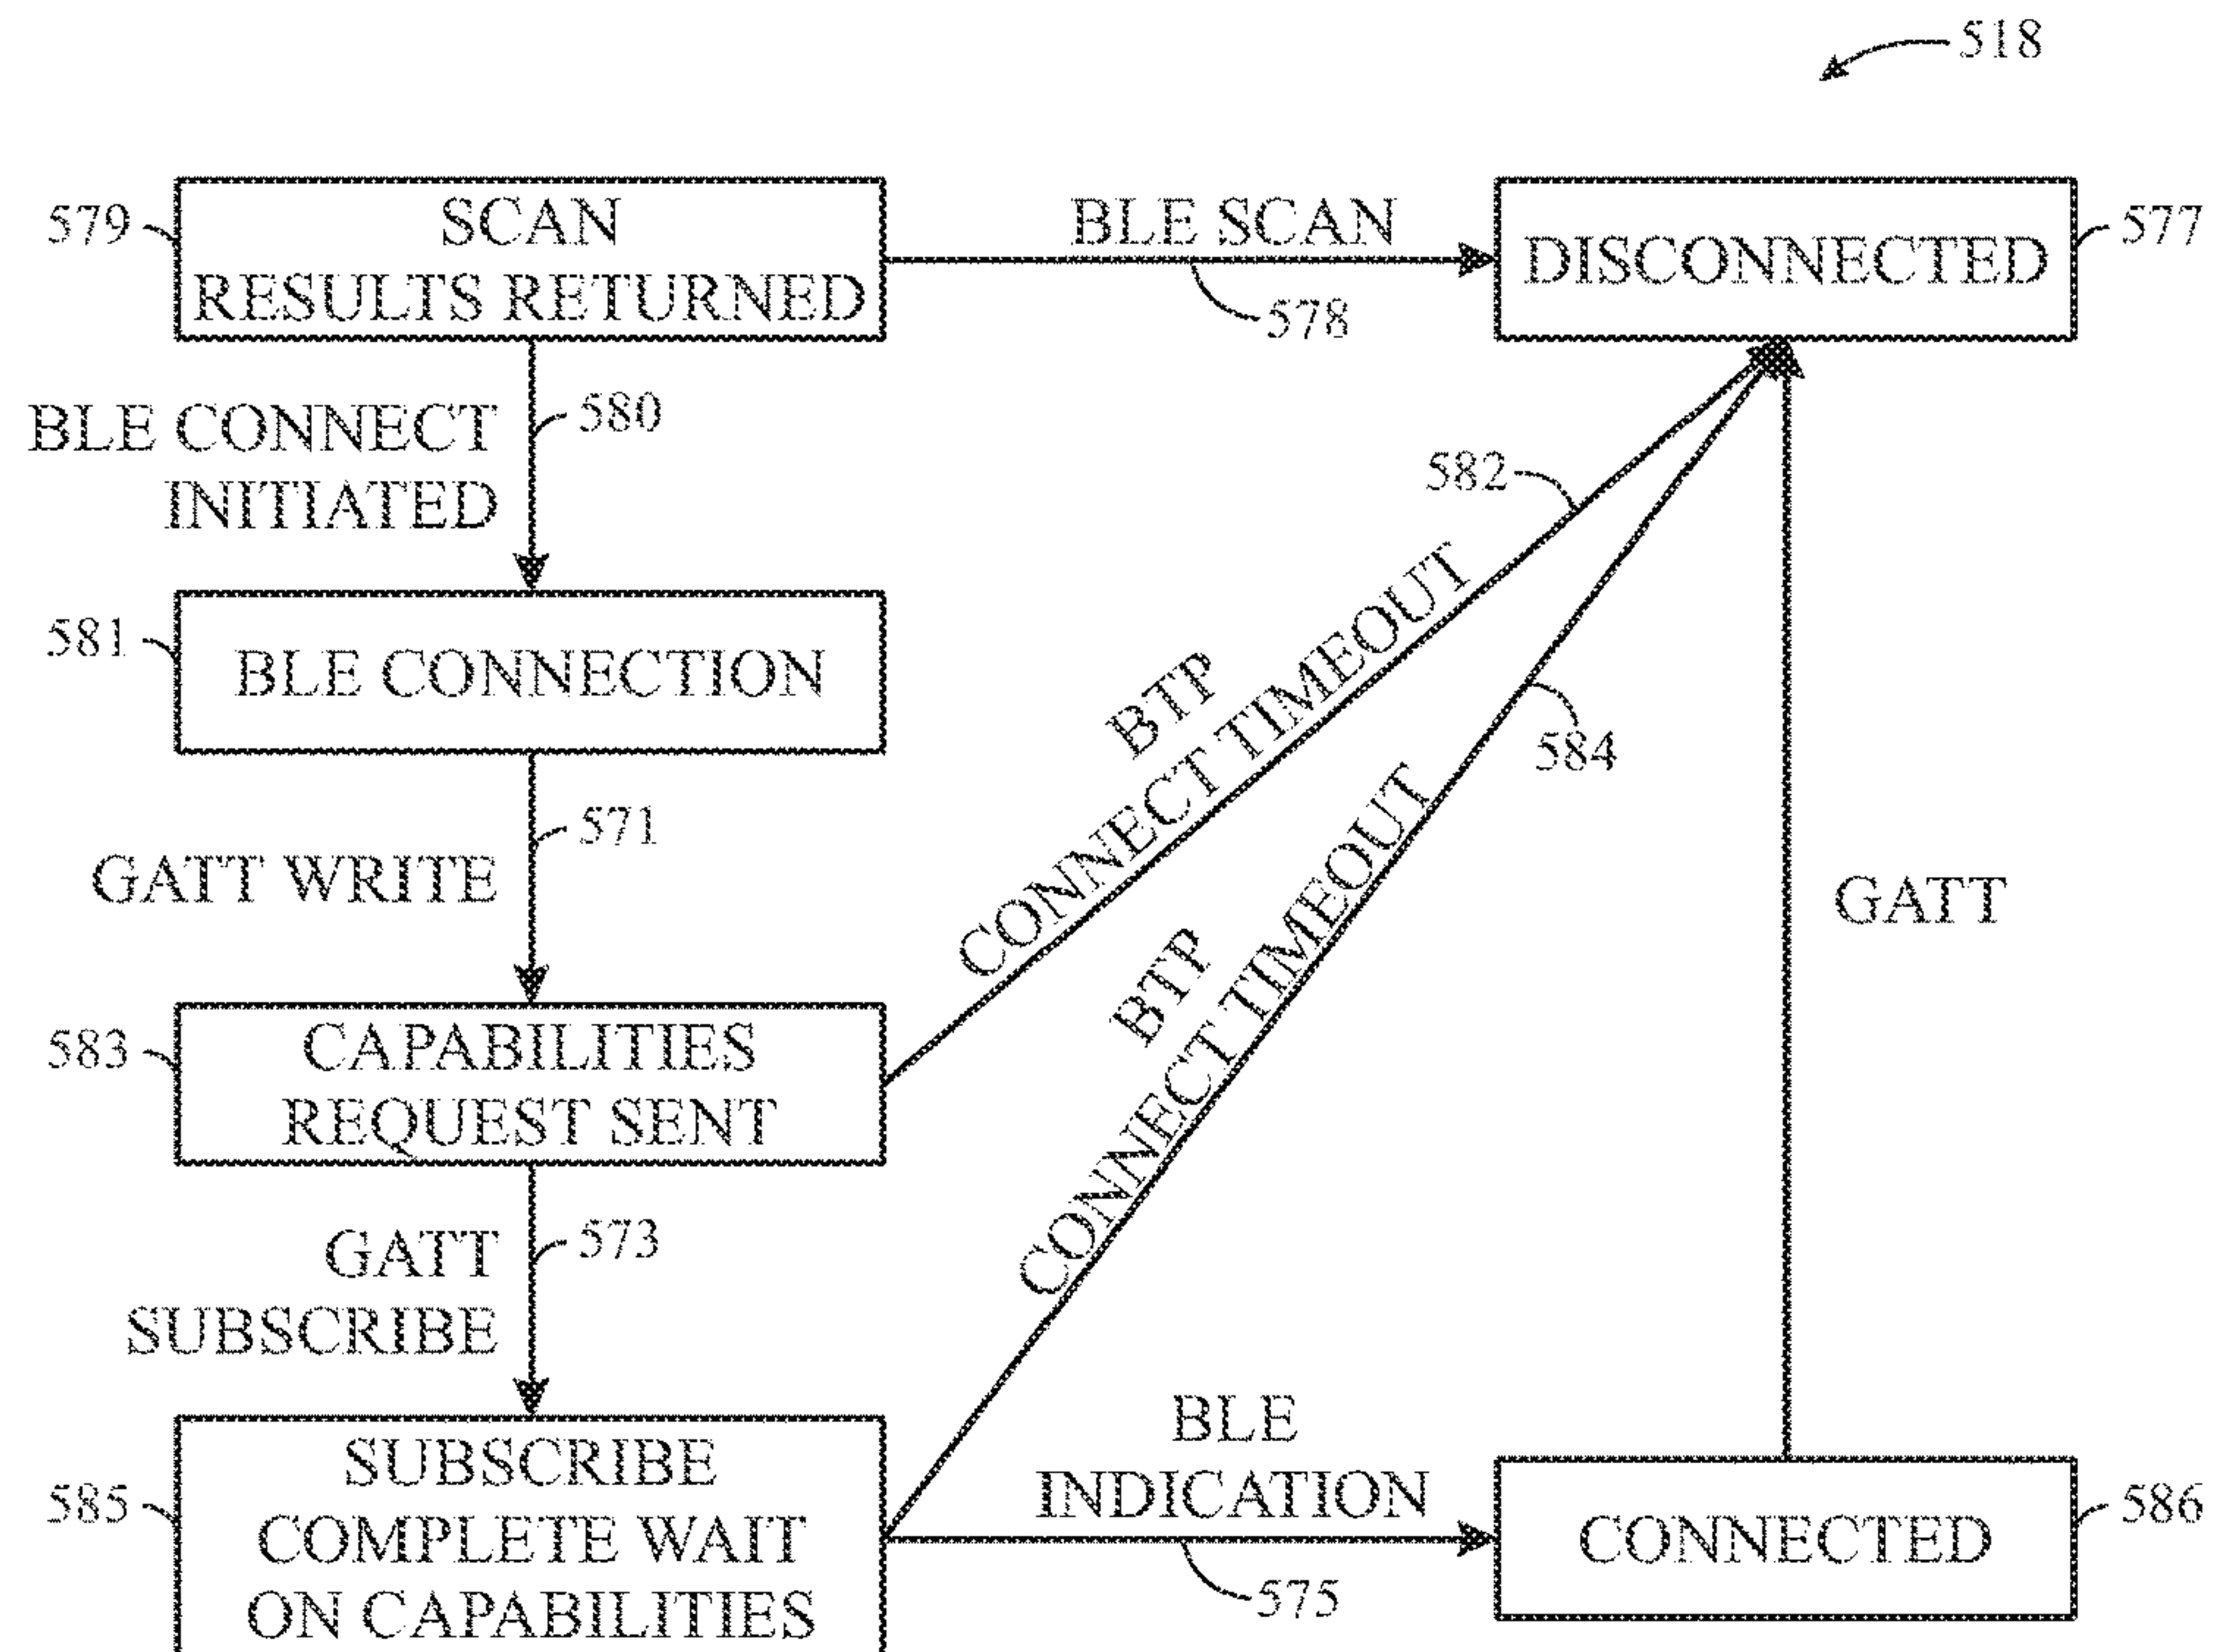 518
579
SCAN
RESULTS RETURNED
BLE SCAN
578
DISCONNECTED
577
BLE CONNECT
INITIATED
580
582
581
BLE CONNECTION
BTP
CONNECT TIMEOUT
584
GATT WRITE
571
BTP
CONNECT TIMEOUT
GATT
583
CAPABILITIES
REQUEST SENT
GATT
SUBSCRIBE
573
585
SUBSCRIBE
COMPLETE WAIT
ON CAPABILITIES
BLE
INDICATION
575
CONNECTED
586